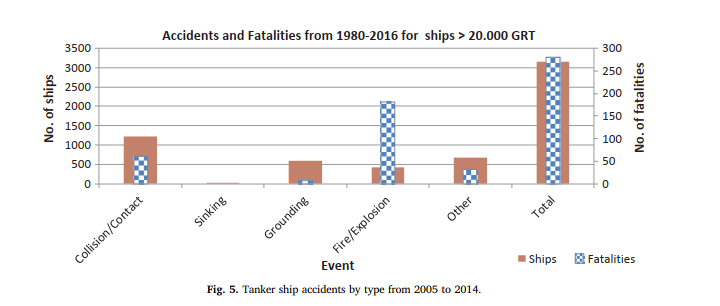 Accidents and Fatalities from 1980-2016 for ships > 20.000 GRT
No. of ships
3500
3000
2500
2000
1500
1000
500
0
300
250
200
150
100
50
0
No. of fatalities
Collision/Contact
Sinking
Grounding
Fire/Explosion
Other
Total
Event
Ships
Fatalities
Fig. 5. Tanker ship accidents by type from 2005 to 2014.